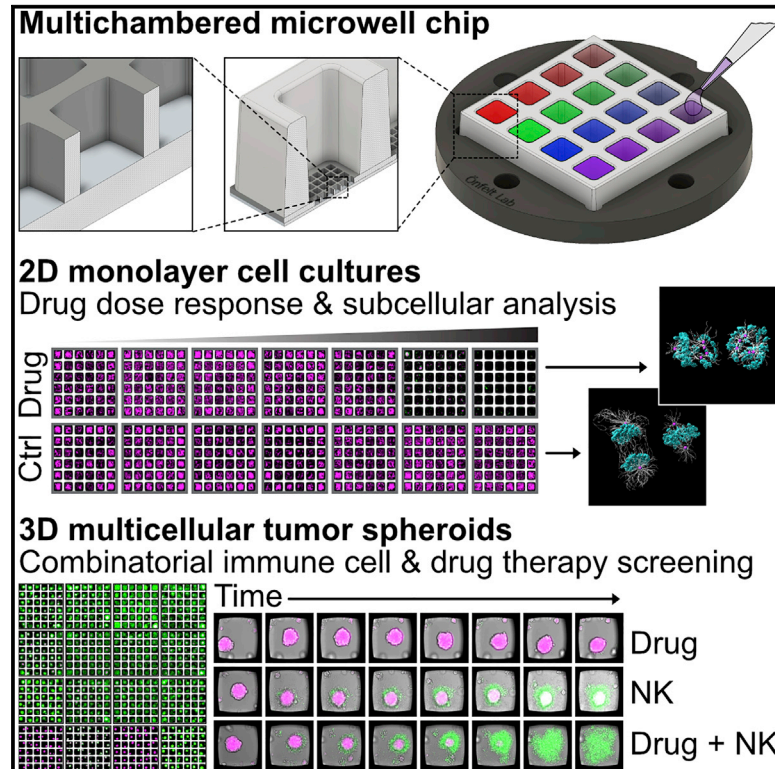 Multichambered microwell chip
Önfelt Lab
2D monolayer cell cultures
Drug dose response & subcellular analysis
Drug
Ctrl
3D multicellular tumor spheroids
Combinatorial immune cell & drug therapy screening
Time
Drug
NK
Drug + NK